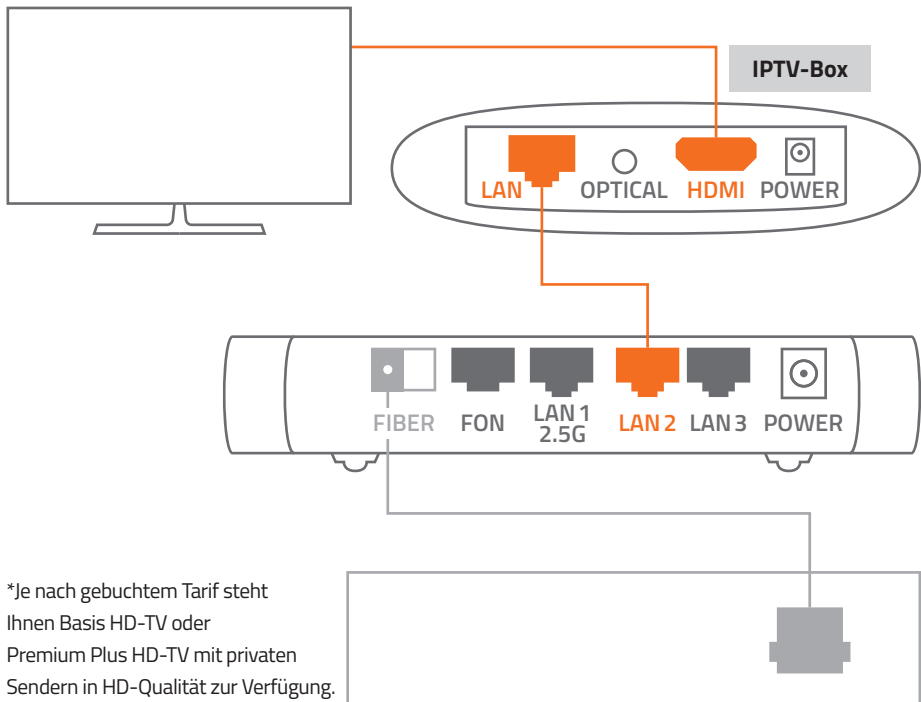 IPTV-Box
LAN OPTICAL HDMI POWER
FIBER FON LAN 1 2.5G LAN 2 LAN 3 POWER
*Je nach gebuchtem Tarif steht
Ihnen Basis HD-TV oder
Premium Plus HD-TV mit privaten
Sendern in HD-Qualität zur Verfügung.